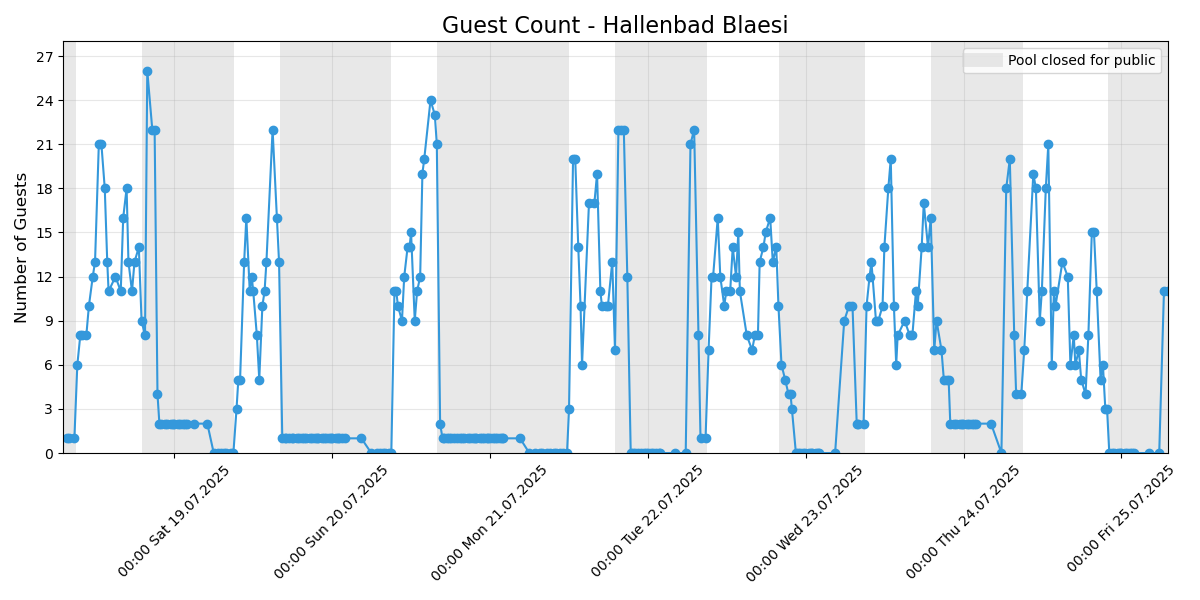 Guest Count - Hallenbad Blaesi
Pool closed for public
Number of Guests
27
24
21
18
15
12
9
6
3
0
00:00 Sat 19.07.2025
00:00 Sun 20.07.2025
00:00 Mon 21.07.2025
00:00 Tue 22.07.2025
00:00 Wed 23.07.2025
00:00 Thu 24.07.2025
00:00 Fri 25.07.2025